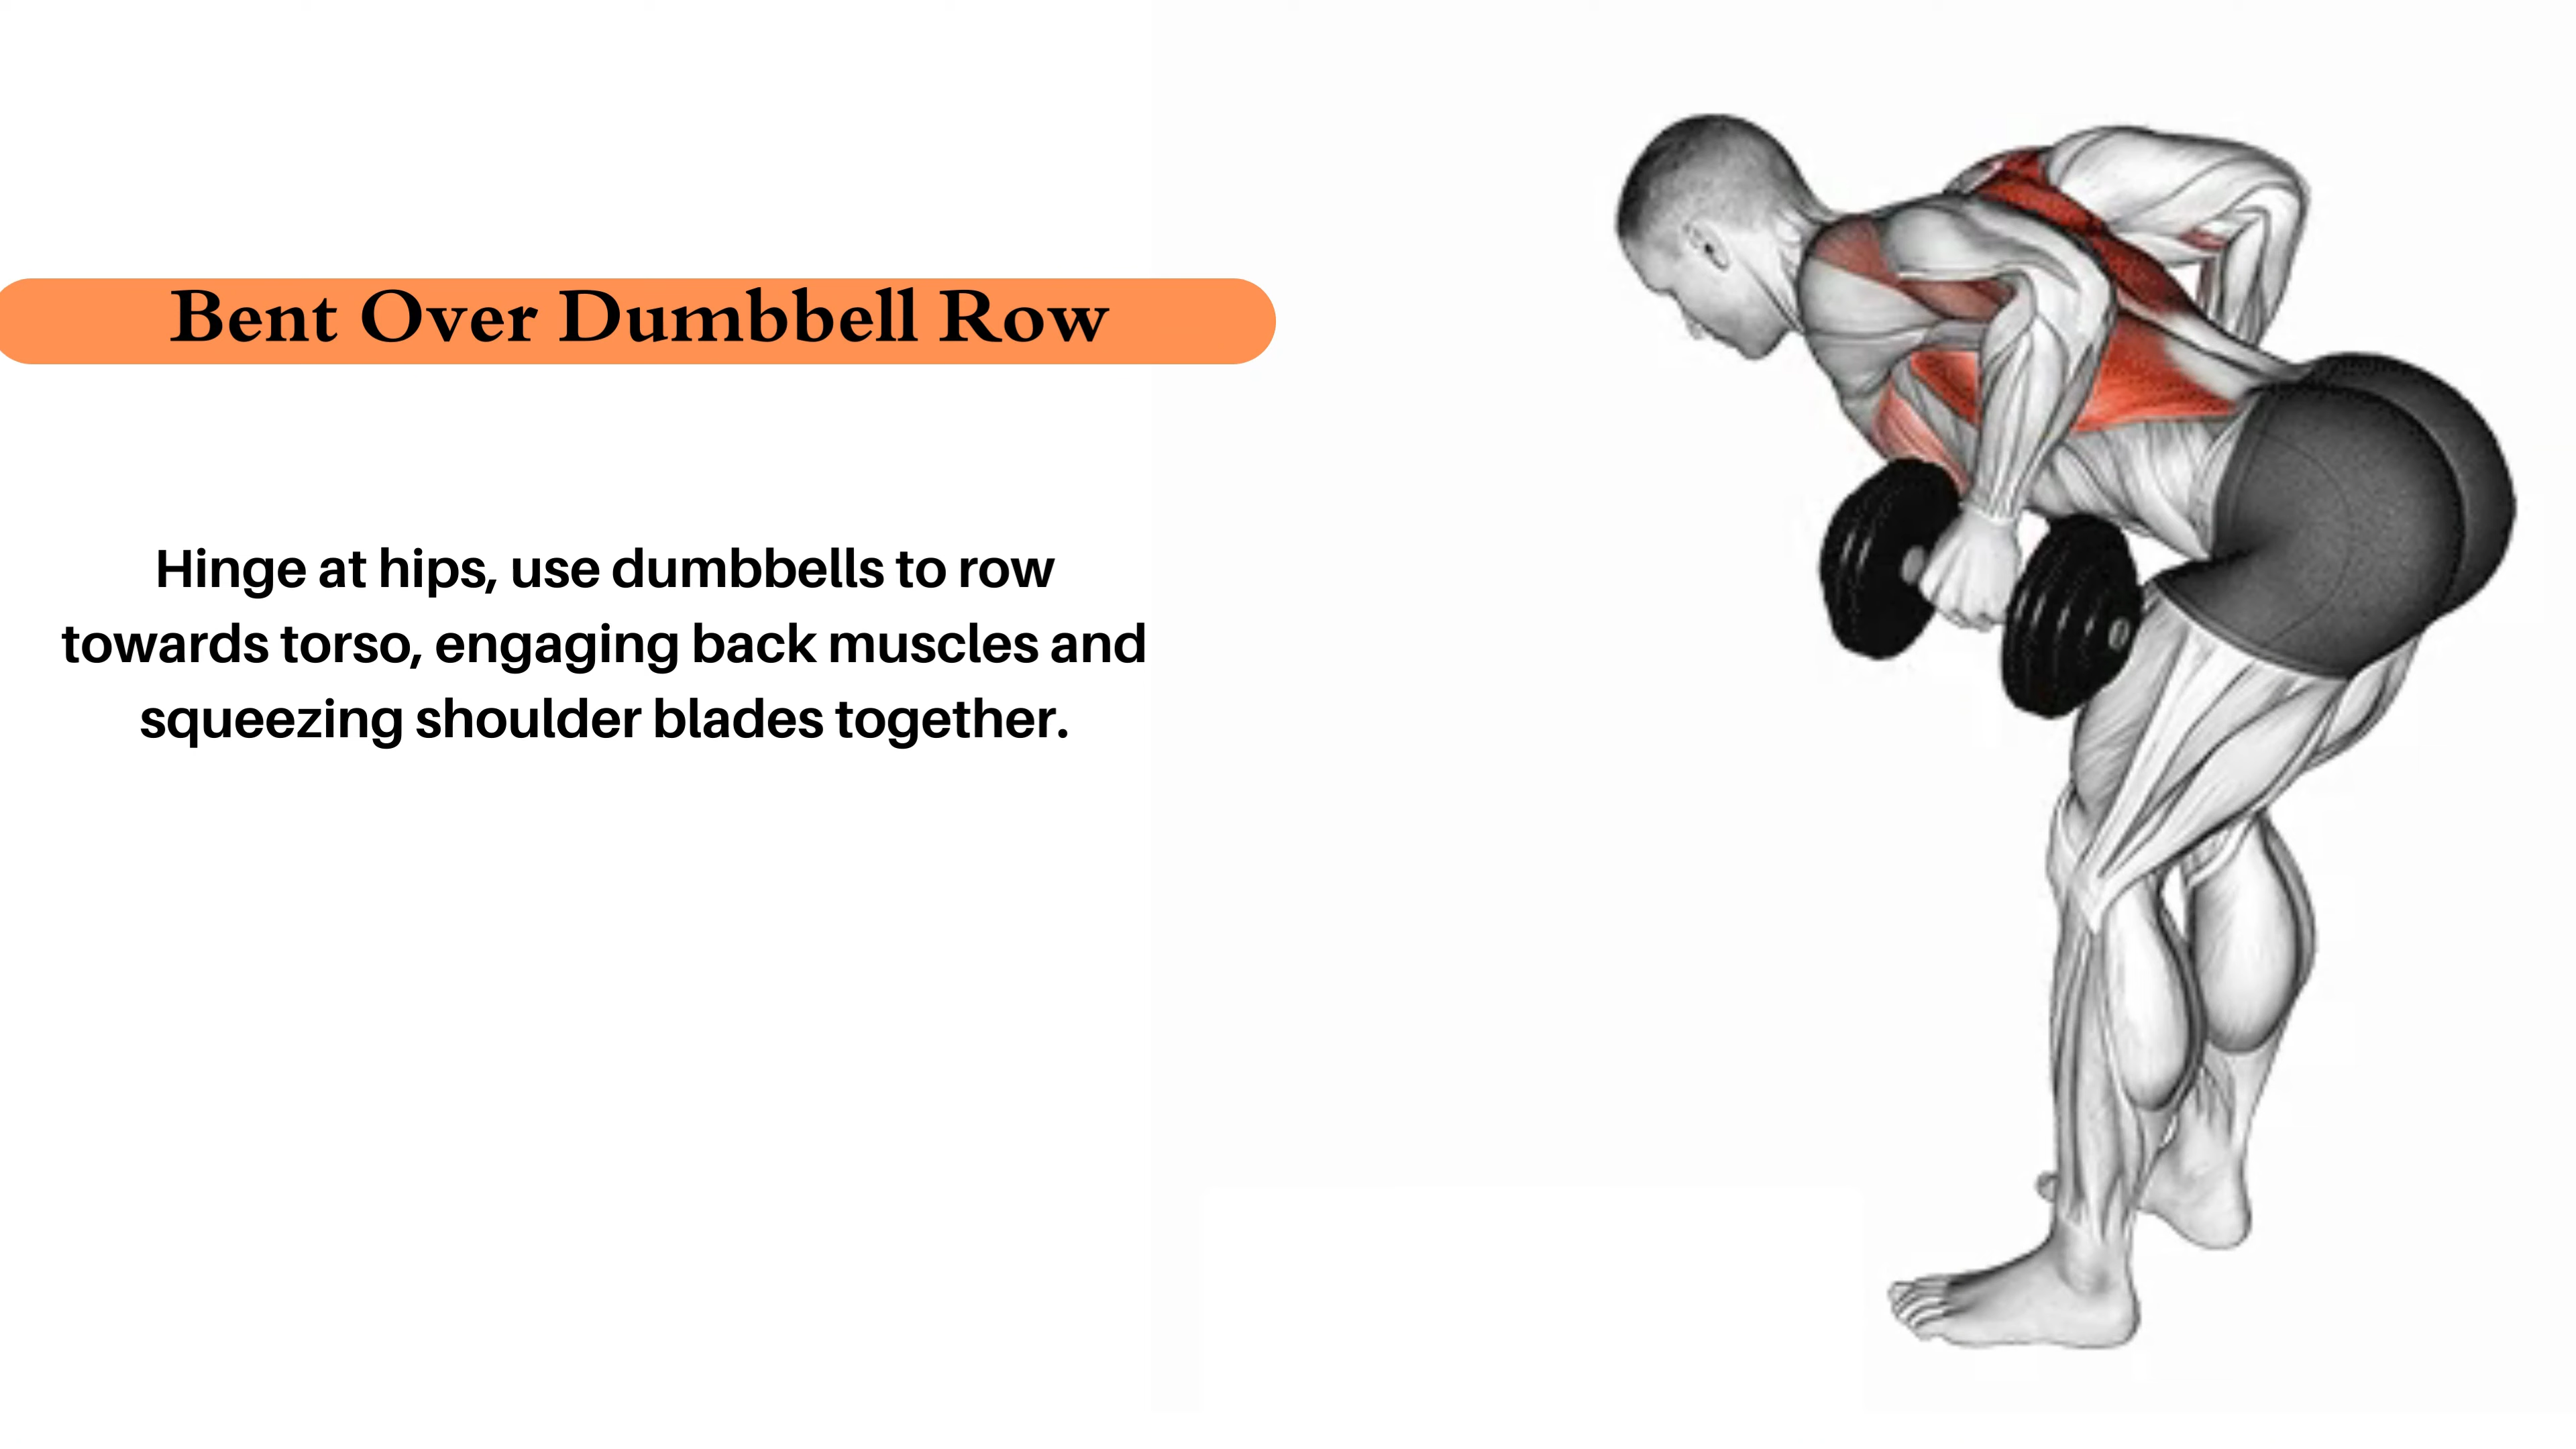 Bent Over Dumbbell Row
Hinge at hips, use dumbbells to row
towards torso, engaging back muscles and
squeezing shoulder blades together.